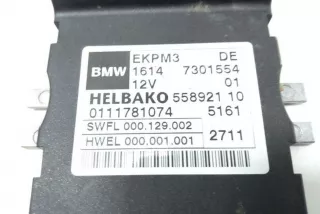 EKPM3 DE
BMW 1614 7301554
12V 01
HELBAKO 558921 10
0111781074 5161
SWFL 000.129.002
HWEL 000.001.001 2711